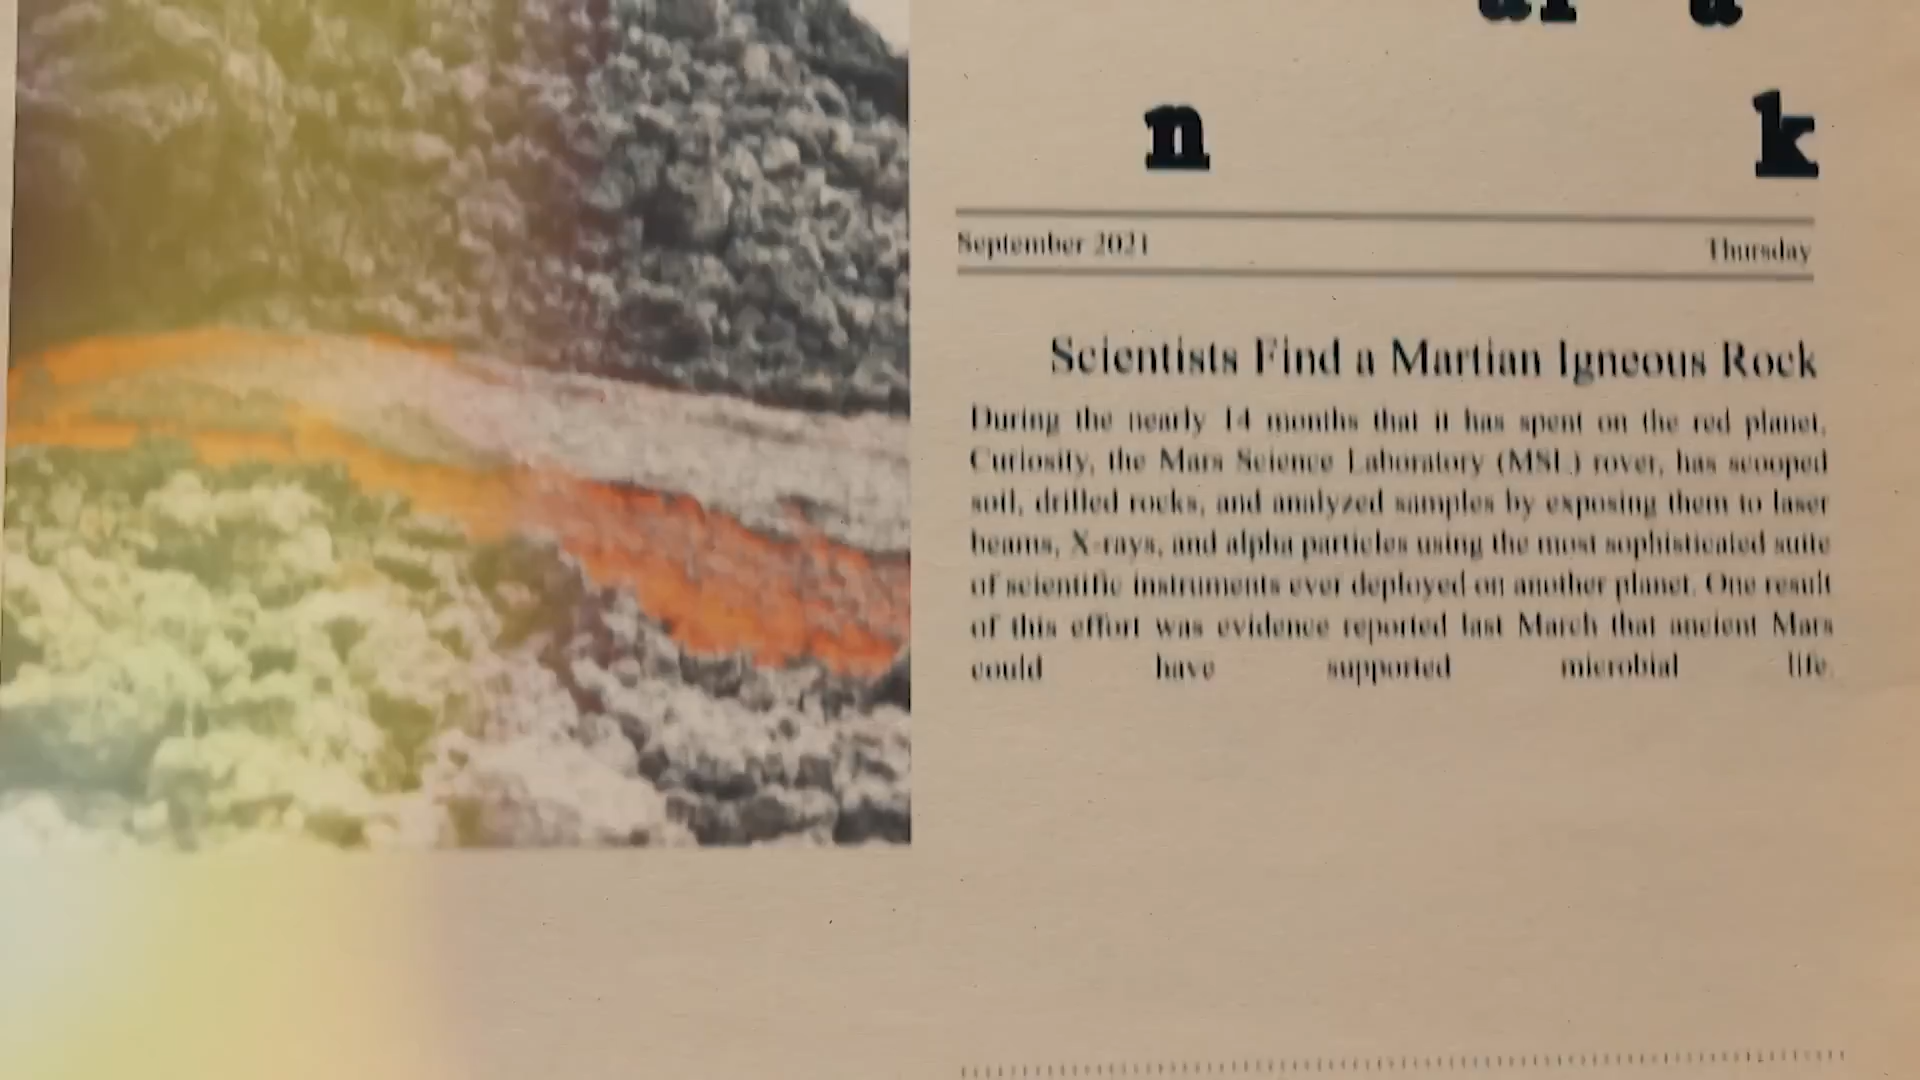 n k
September 2021 Thursday
Scientists Find a Martian Igneous Rock
During the nearly 14 months that it has spent on the red planet,
Curiosity, the Mars Science Laboratory (MSL) rover, has scooped
soil, drilled rocks, and analyzed samples by exposing them to laser
beams, X-rays, and alpha particles using the most sophisticated suite
of scientific instruments ever deployed on another planet. One result
of this effort was evidence reported last March that ancient Mars
could have supported microbial life.